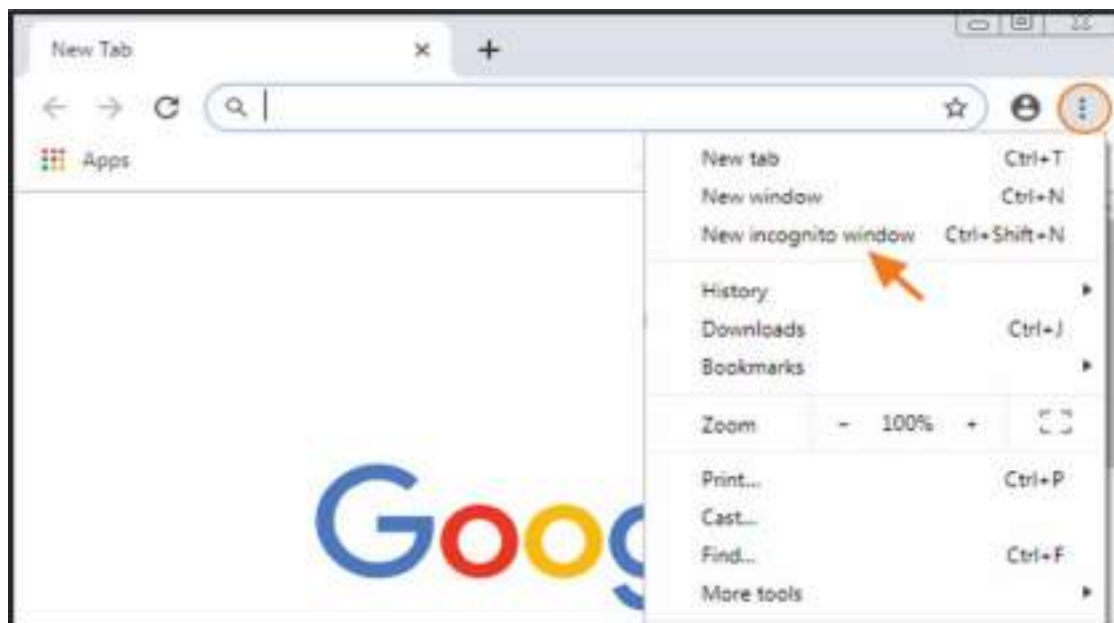 New Tab
Apps
New tab Ctrl+T
New window Ctrl+N
New incognito window Ctrl+Shift+N
History
Downloads Ctrl+J
Bookmarks
Zoom - 100% +
Print... Ctrl+P
Cast...
Find... Ctrl+F
More tools
Goog